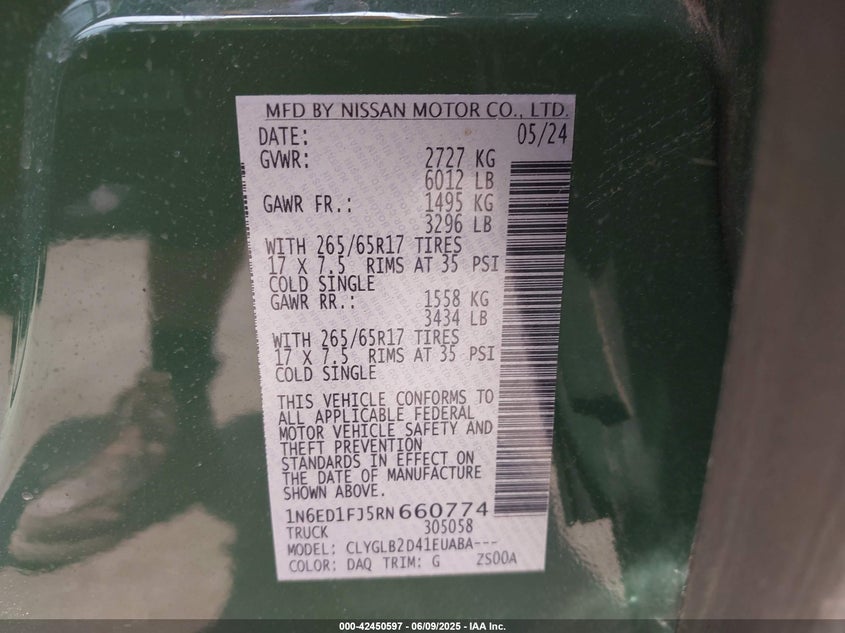 MFD BY NISSAN MOTOR CO., LTD.
DATE: 05/24
GVWR: 2727 KG
6012 LB
GAWR FR.: 1495 KG
3296 LB
WITH 265/65R17 TIRES
17 X 7.5 RIMS AT 35 PSI
COLD SINGLE
GAWR RR.: 1558 KG
3434 LB
WITH 265/65R17 TIRES
17 X 7.5 RIMS AT 35 PSI
COLD SINGLE
THIS VEHICLE CONFORMS TO
ALL APPLICABLE FEDERAL
MOTOR VEHICLE SAFETY AND
THEFT PREVENTION
STANDARDS IN EFFECT ON
THE DATE OF MANUFACTURE
SHOWN ABOVE.
1N6ED1FJ5RN660774
TRUCK 305058
MODEL: CLYGLB2D41EUABA---
COLOR: DAQ TRIM: G ZS00A
000-42450597 - 06/09/2025 - IAA Inc.